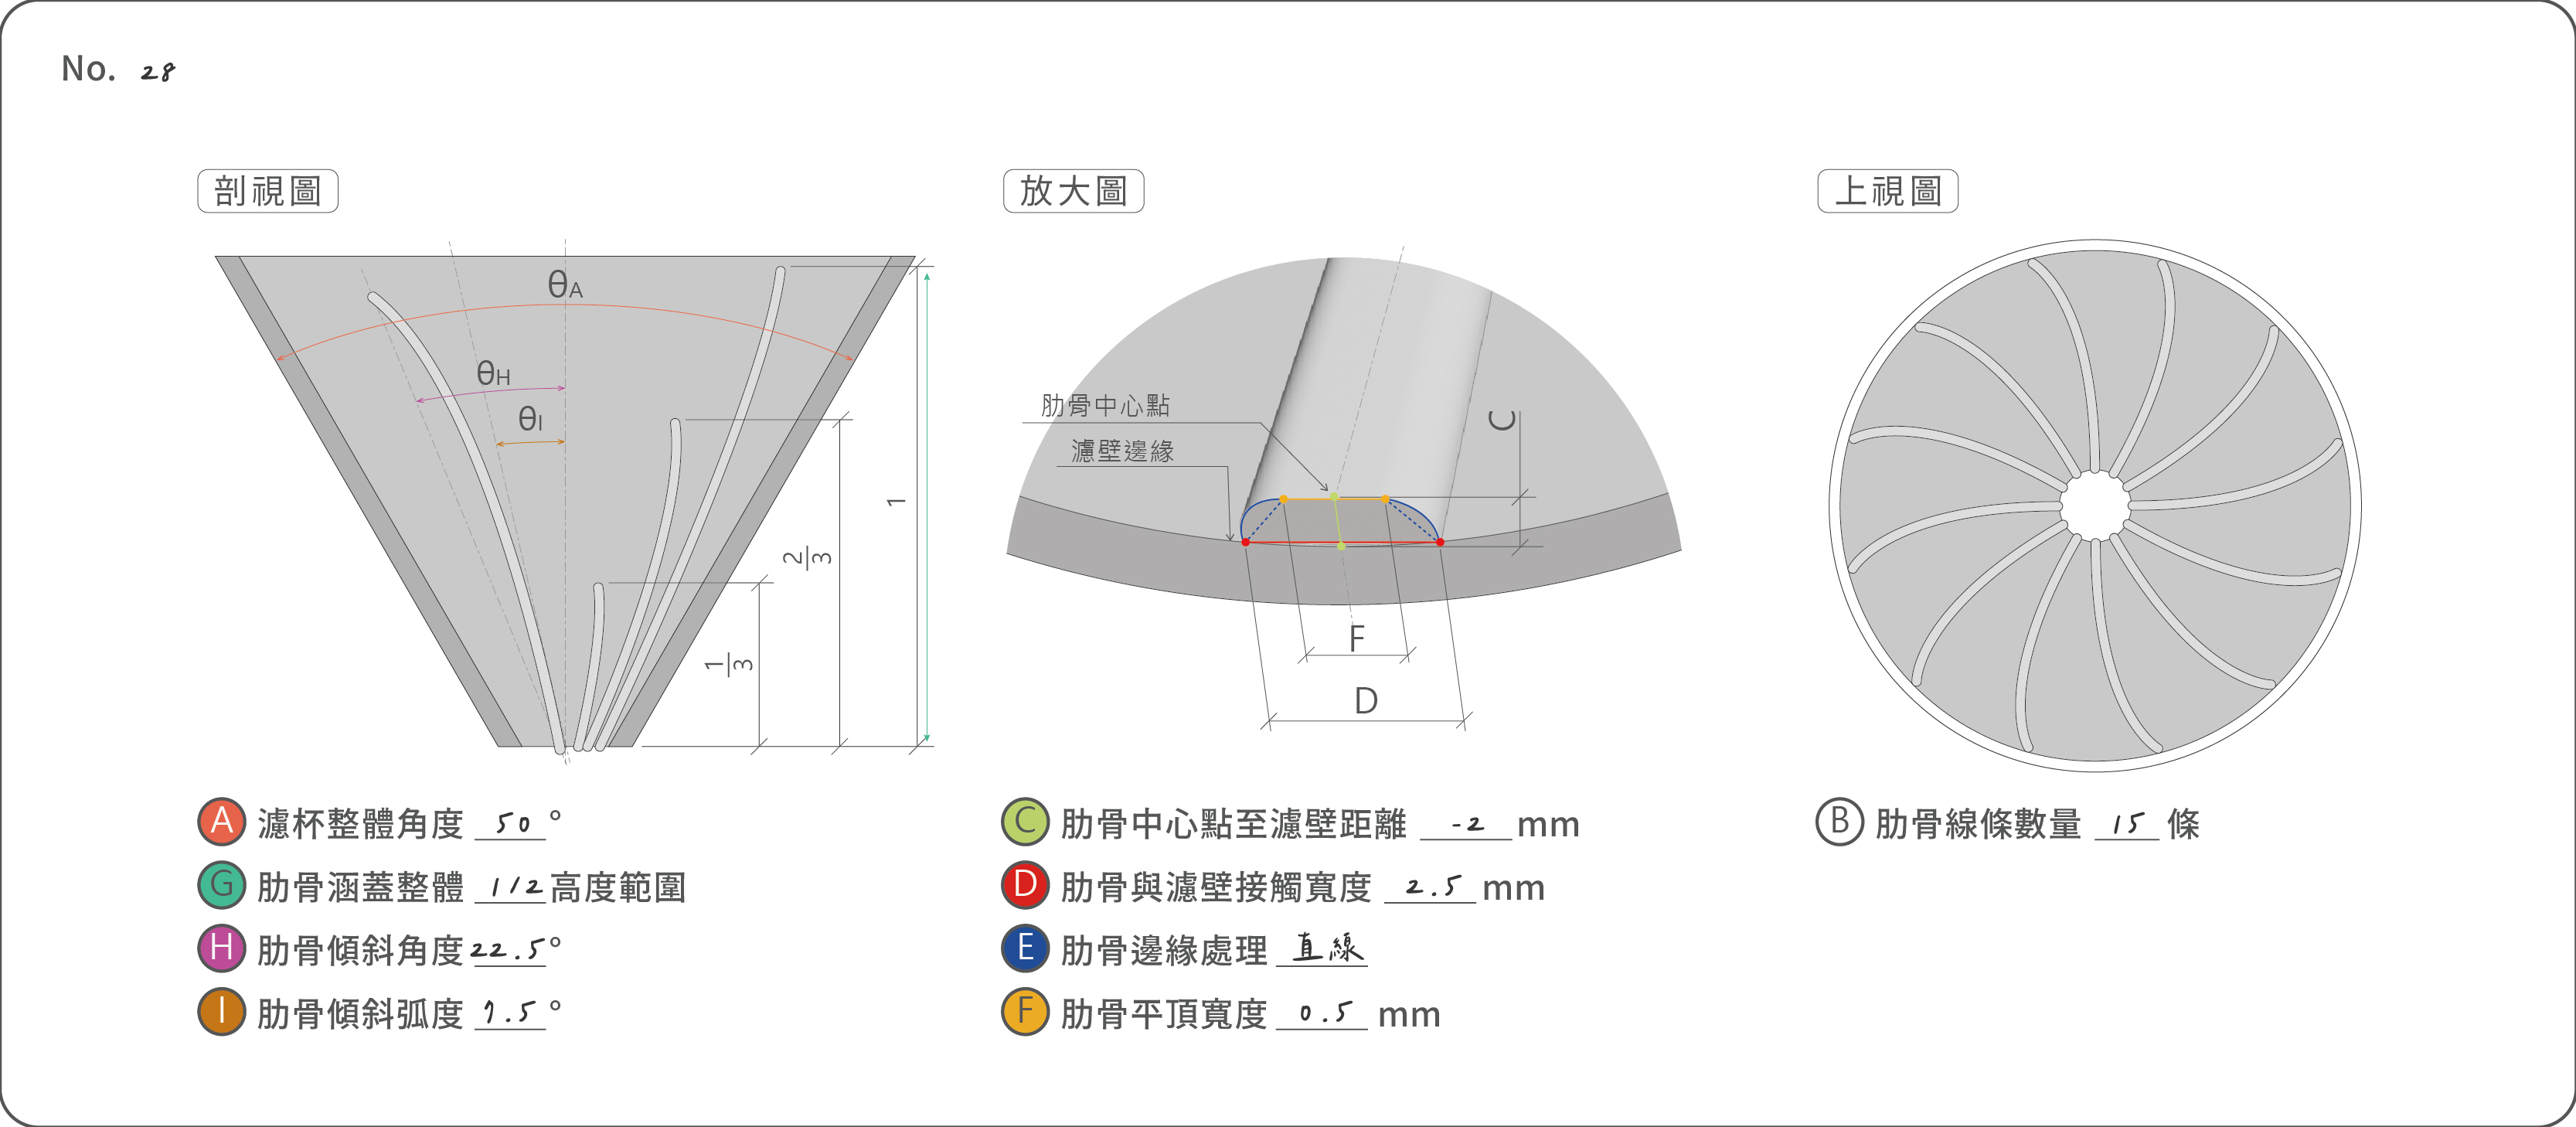 No. 28
剖視圖
放大圖
上視圖
θA
θH
θI
1
2/3
1/3
肋骨中心點
濾壁邊緣
C
F
D
A 濾杯整體角度 50 °
G 肋骨涵蓋整體 1/2 高度範圍
H 肋骨傾斜角度 22.5 °
I 肋骨傾斜弧度 7.5 °
C 肋骨中心點至濾壁距離 -2 mm
D 肋骨與濾壁接觸寬度 2.5 mm
E 肋骨邊緣處理 直線
F 肋骨平頂寬度 0.5 mm
B 肋骨線條數量 15 條